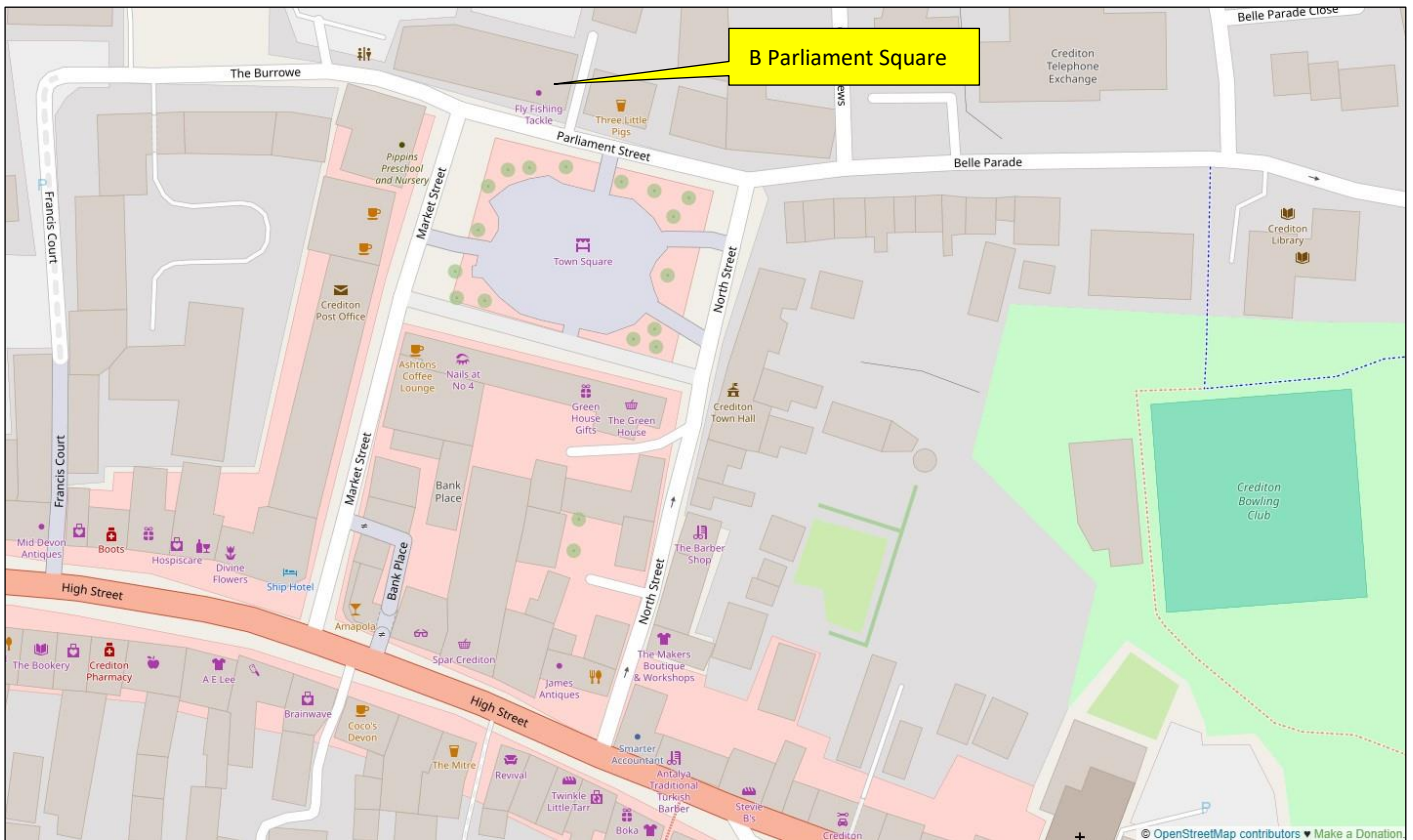 Belle Parade Close
B Parliament Square
Crediton
Telephone
Exchange
The Burrowe
ews
Fly Fishing
Tackle
Three Little
Pigs
Parliament Street
Belle Parade
Pippins
Preschool
and Nursery
Market Street
Francis Court
P
Crediton
Library
North Street
Town Square
Crediton
Post Office
Ashtons
Coffee
Lounge
Nails at
No 4
Green
House
Gifts
The Green
House
Crediton
Town Hall
Market Street
Francis Court
Bank
Place
Crediton
Bowling
Club
Mid Devon
Antiques
Boots
Hospiscare
Divine
Flowers
Ship Hotel
Bank Place
The Barber
Shop
North Street
High Street
Amapola
Spar Crediton
The Makers
Boutique
& Workshops
The Bookery
Crediton
Pharmacy
A E Lee
James
Antiques
Brainwave
High Street
Coco's
Devon
The Mitre
Revival
Smarter
Accountant
Antalya
Traditional
Turkish
Barber
Twinkle
Little Tarr
Stevie
B's
Boka
Crediton
P
© OpenStreetMap contributors ♥ Make a Donation